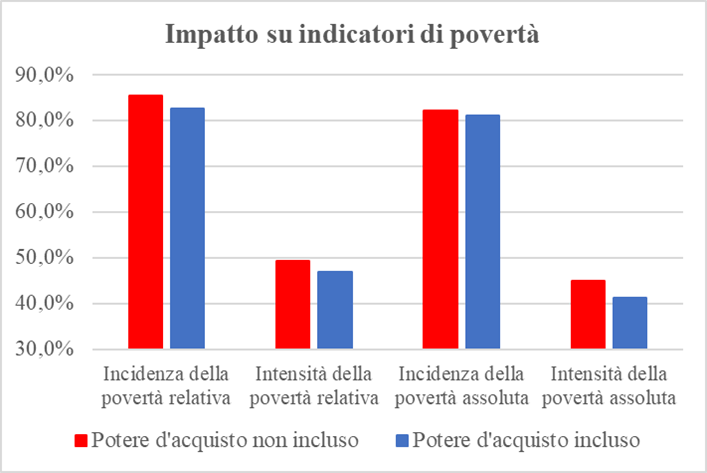 Impatto su indicatori di povertà
90,0%
80,0%
70,0%
60,0%
50,0%
40,0%
30,0%
Incidenza della
povertà relativa
Intensità della
povertà relativa
Incidenza della
povertà assoluta
Intensità della
povertà assoluta
Potere d'acquisto non incluso
Potere d'acquisto incluso